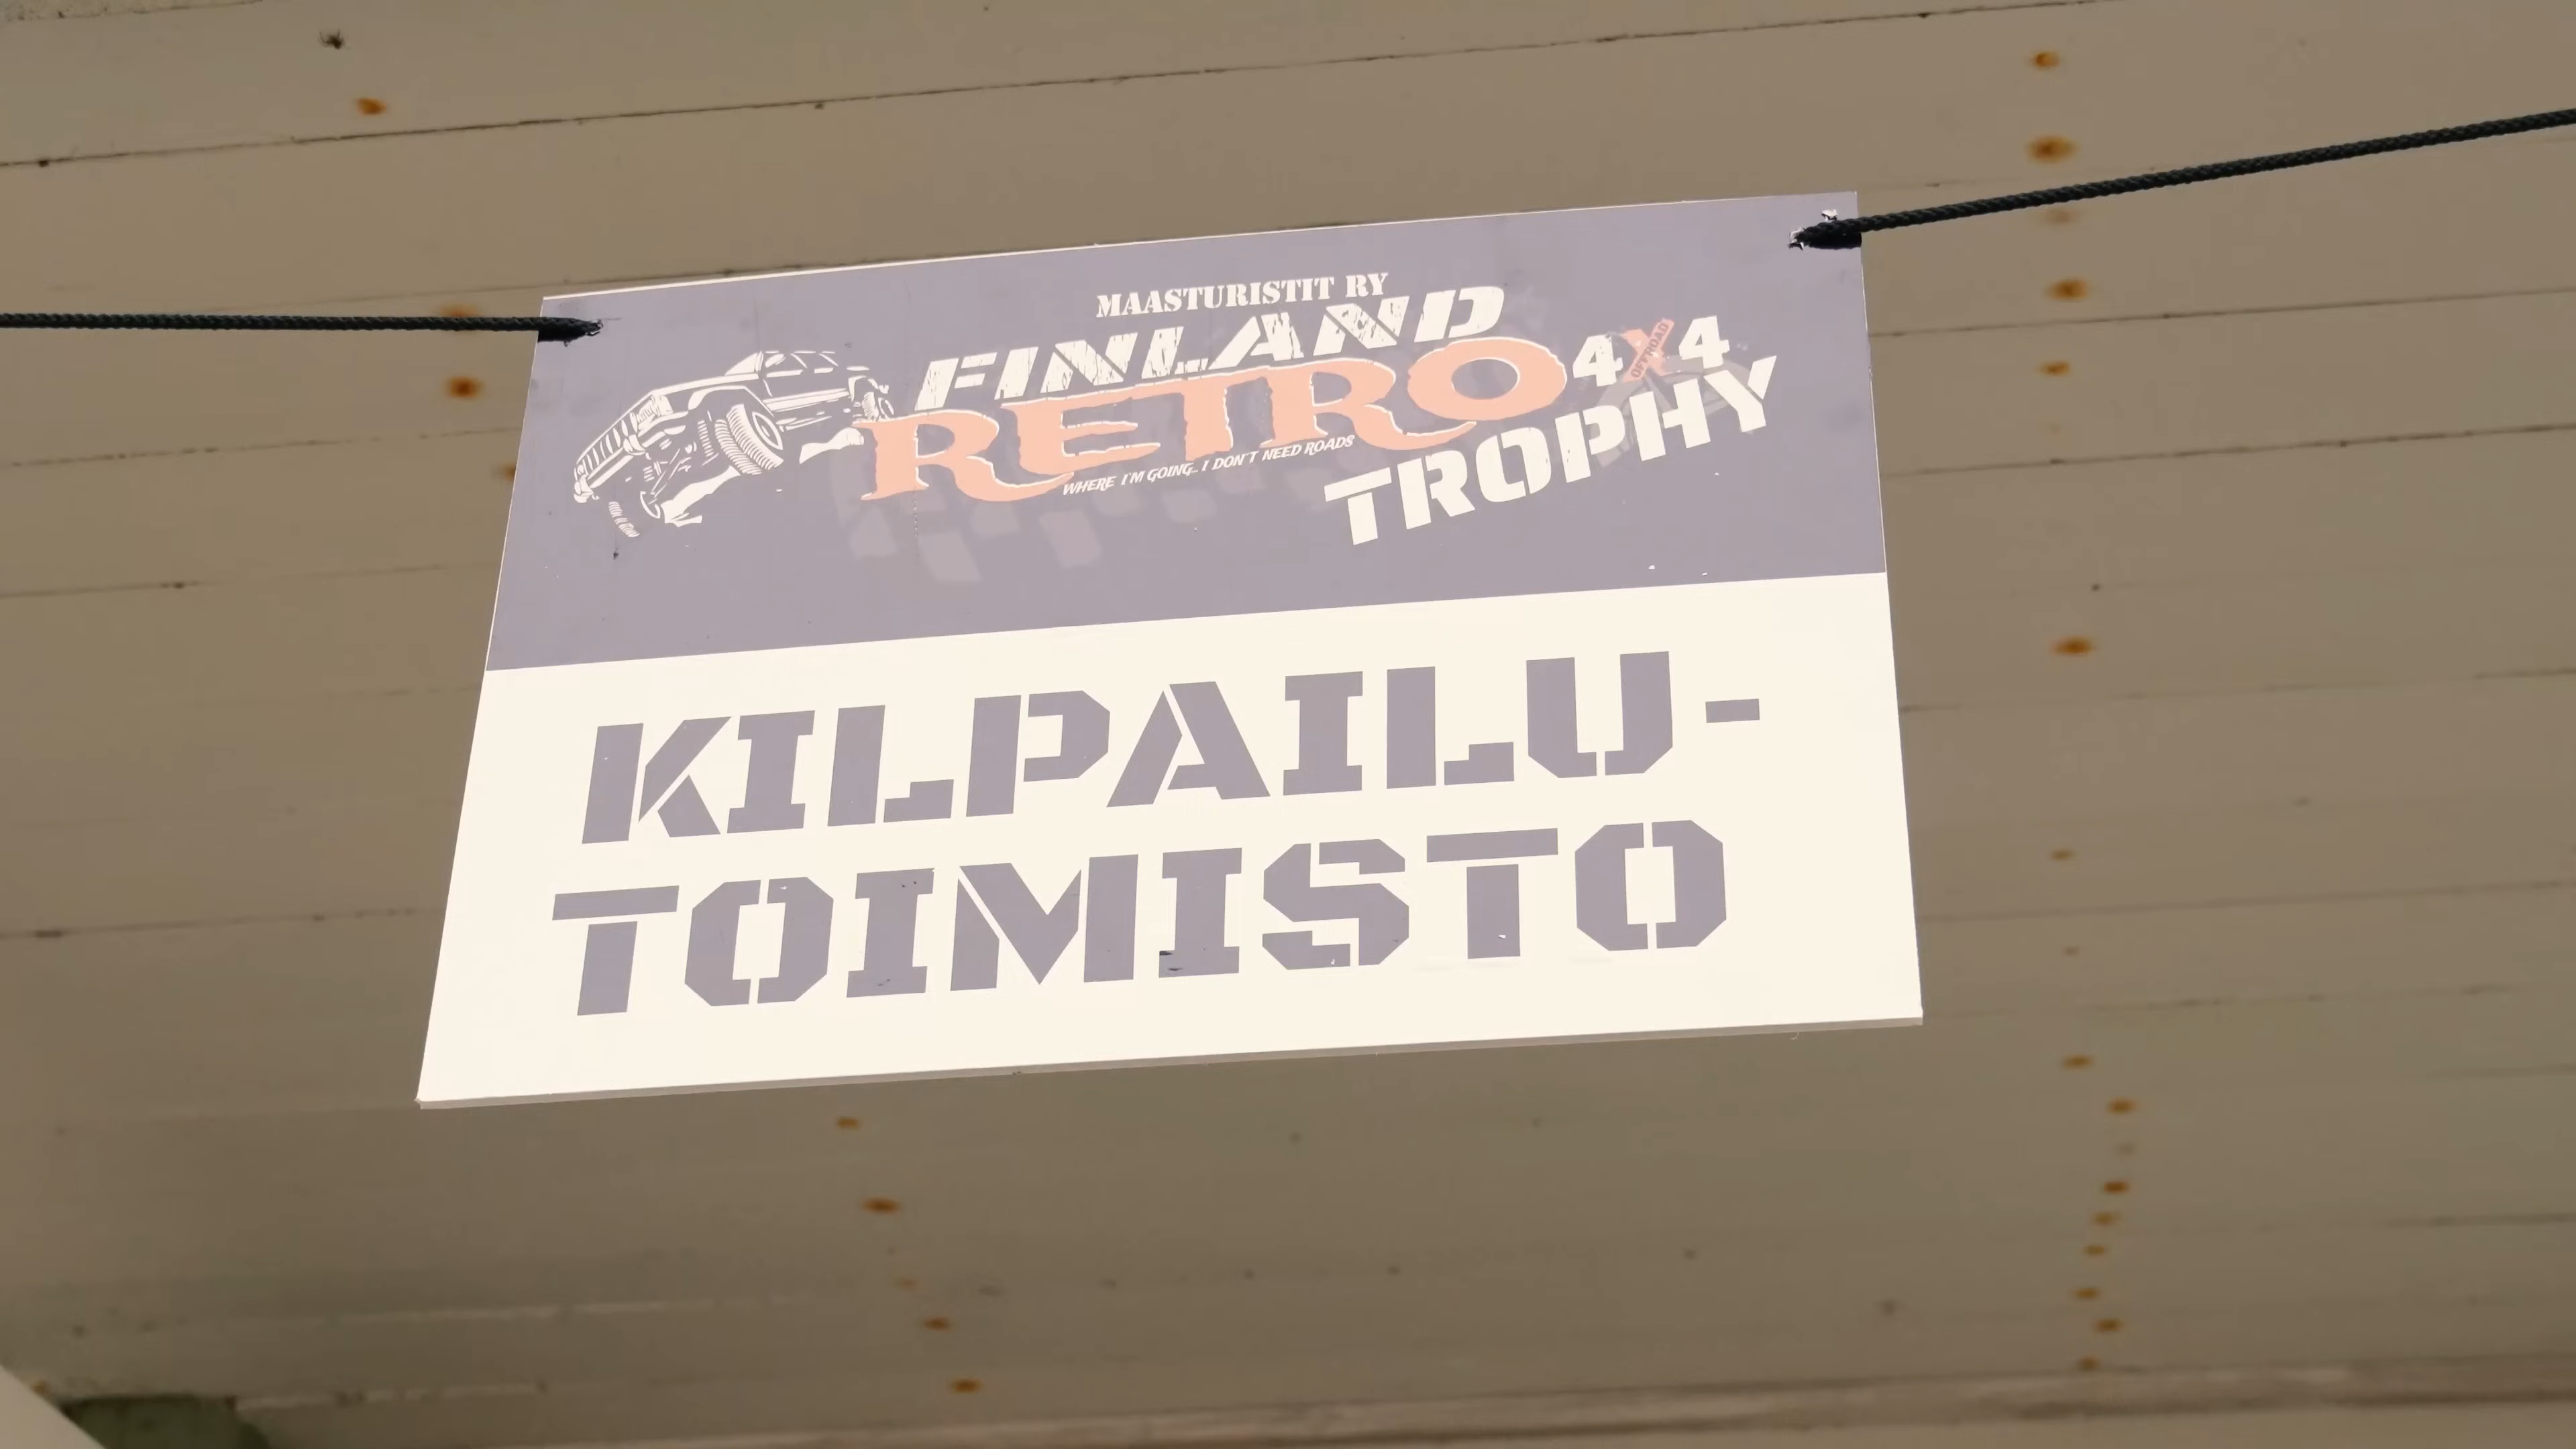 MAASTURISTIT RY
FINLAND
RETRO
4X4
OFFROAD
WHERE I'M GOING.. I DON'T NEED ROADS
TROPHY
KILPAILU-
TOIMISTO